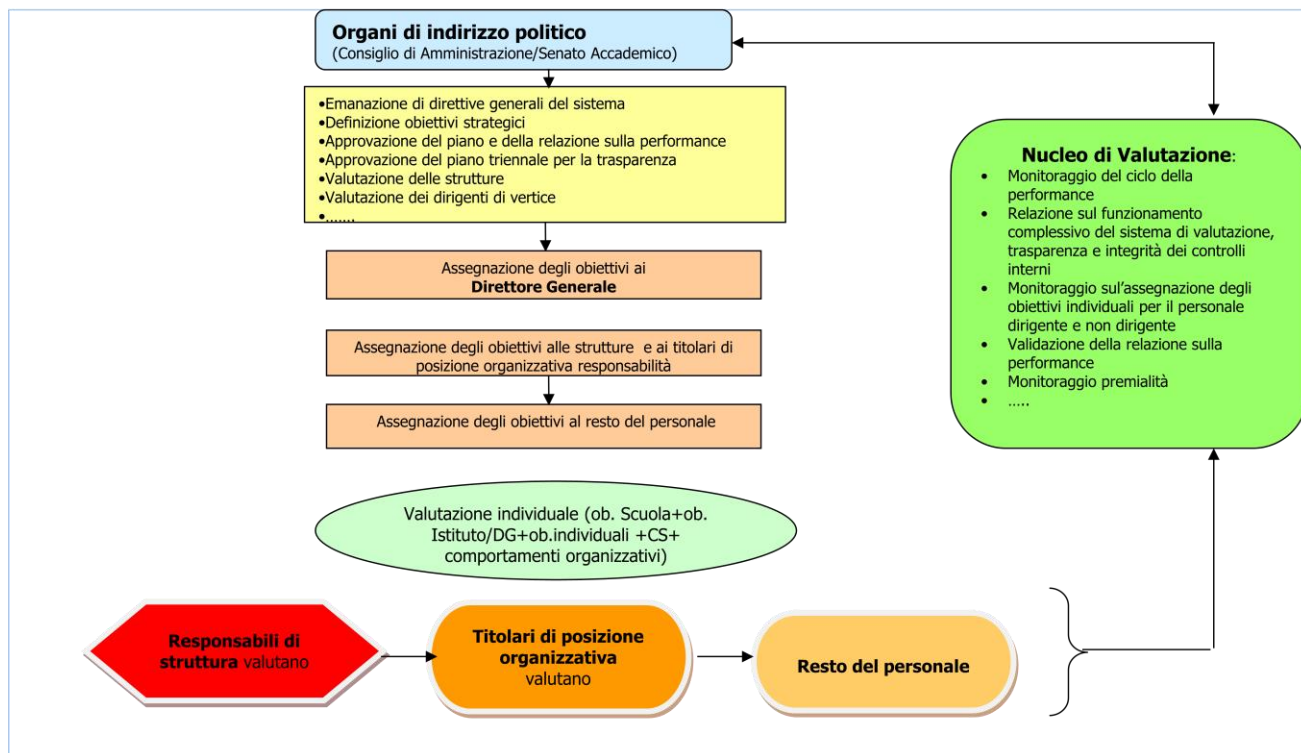 Organi di indirizzo politico
(Consiglio di Amministrazione/Senato Accademico)
•Emanazione di direttive generali del sistema
•Definizione obiettivi strategici
•Approvazione del piano e della relazione sulla performance
•Approvazione del piano triennale per la trasparenza
•Valutazione delle strutture
•Valutazione dei dirigenti di vertice
•.......
Assegnazione degli obiettivi ai
Direttore Generale
Assegnazione degli obiettivi alle strutture e ai titolari di
posizione organizzativa responsabilità
Assegnazione degli obiettivi al resto del personale
Nucleo di Valutazione:
• Monitoraggio del ciclo della
performance
• Relazione sul funzionamento
complessivo del sistema di valutazione,
trasparenza e integrità dei controlli
interni
• Monitoraggio sul'assegnazione degli
obiettivi individuali per il personale
dirigente e non dirigente
• Validazione della relazione sulla
performance
• Monitoraggio premialità
• …..
Valutazione individuale (ob. Scuola+ob.
Istituto/DG+ob.individuali +CS+
comportamenti organizzativi)
Responsabili di
struttura valutano
Titolari di posizione
organizzativa
valutano
Resto del personale